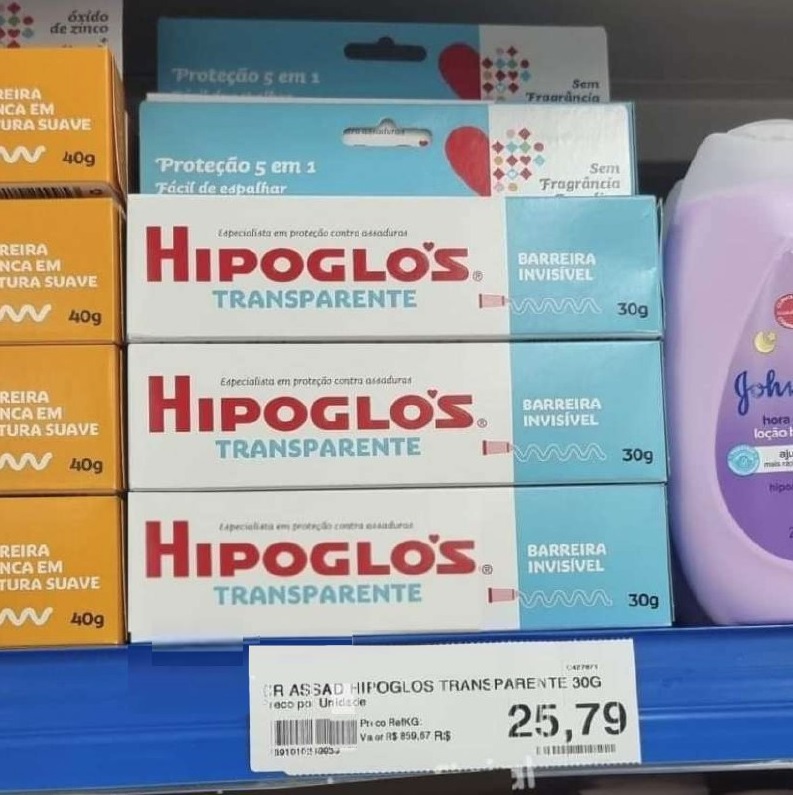 óxido
de zinco
REIRA
NCA EM
TURA SUAVE
40g
REIRA
NCA EM
TURA SUAVE
40g
REIRA
NCA EM
TURA SUAVE
40g
REIRA
NCA EM
TURA SUAVE
40g
Proteção 5 em 1
Sem
Fragrância
Proteção 5 em 1
Fácil de espalhar
Sem
Fragrância
Especialista em proteção contra assaduras
HIPOGLÓS®
TRANSPARENTE
BARREIRA
INVISÍVEL
30g
Especialista em proteção contra assaduras
HIPOGLÓS®
TRANSPARENTE
BARREIRA
INVISÍVEL
30g
Especialista em proteção contra assaduras
HIPOGLÓS®
TRANSPARENTE
BARREIRA
INVISÍVEL
30g
John
hora
loção
CR ASSAD HIPOGLOS TRANSPARENTE 30G
Preco por Unidade
Preco RefKG:
Valor R$ 859,67 R$
25,79